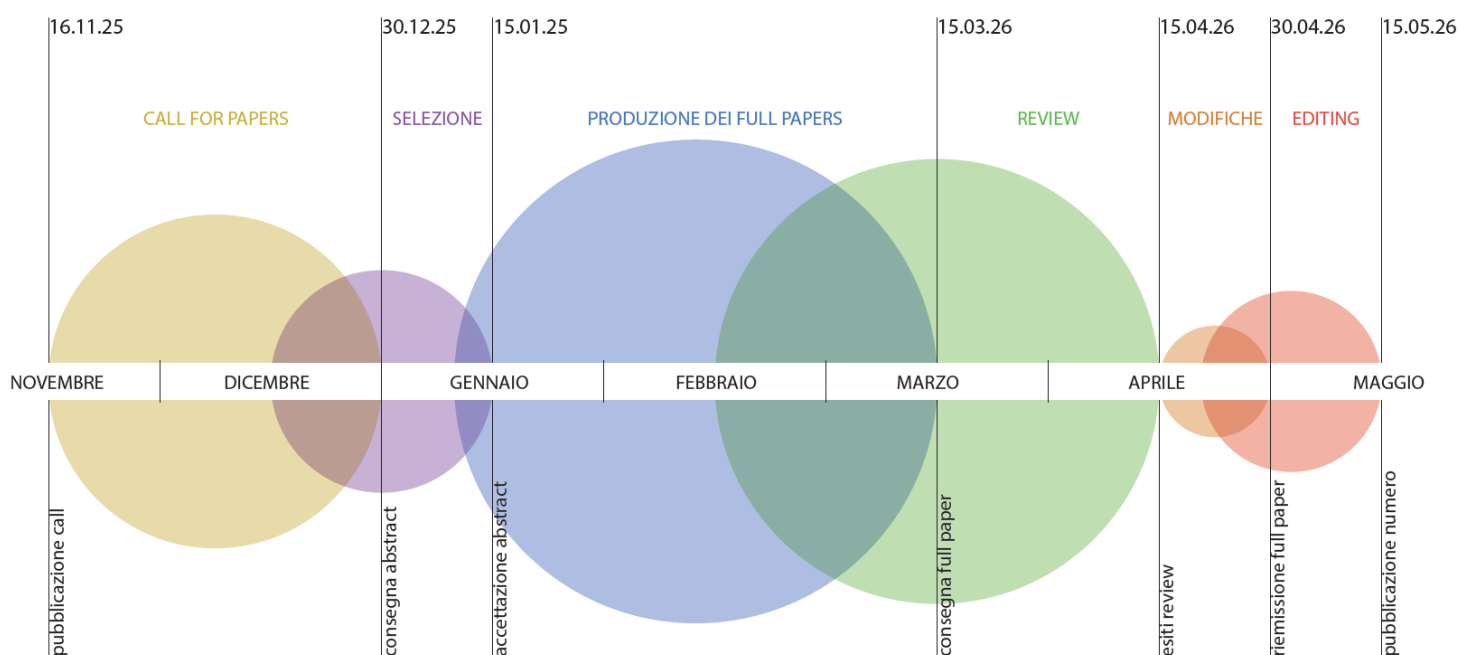 16.11.25
30.12.25
15.01.25
15.03.26
15.04.26
30.04.26
15.05.26
CALL FOR PAPERS
SELEZIONE
PRODUZIONE DEI FULL PAPERS
REVIEW
MODIFICHE
EDITING
NOVEMBRE
DICEMBRE
GENNAIO
FEBBRAIO
MARZO
APRILE
MAGGIO
pubblicazione call
consegna abstract
accettazione abstract
consegna full paper
esiti review
riemissione full paper
pubblicazione numero